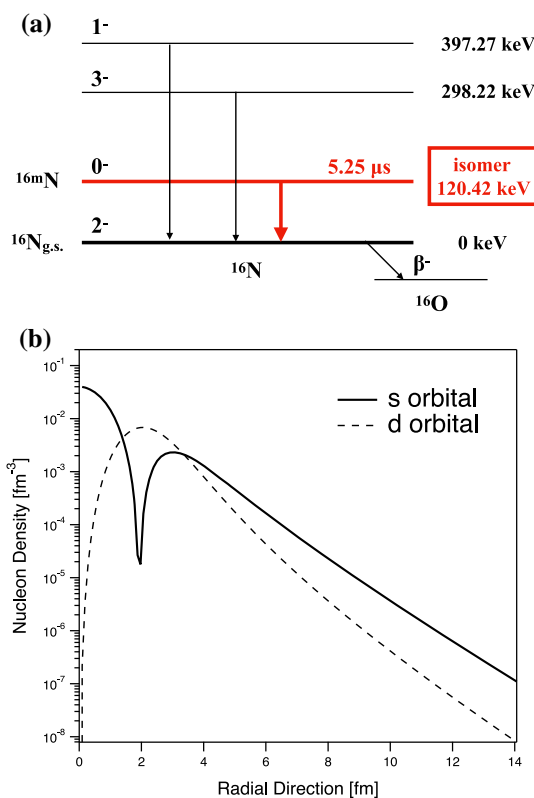 (a)
1-
397.27 keV
3-
298.22 keV
16mN
0-
5.25 μs
isomer
120.42 keV
16Ng.s.
2-
0 keV
16N
β-
16O
(b)
10-1
10-2
10-3
10-4
10-5
10-6
10-7
10-8
Nucleon Density [fm-3]
s orbital
d orbital
0 2 4 6 8 10 12 14
Radial Direction [fm]